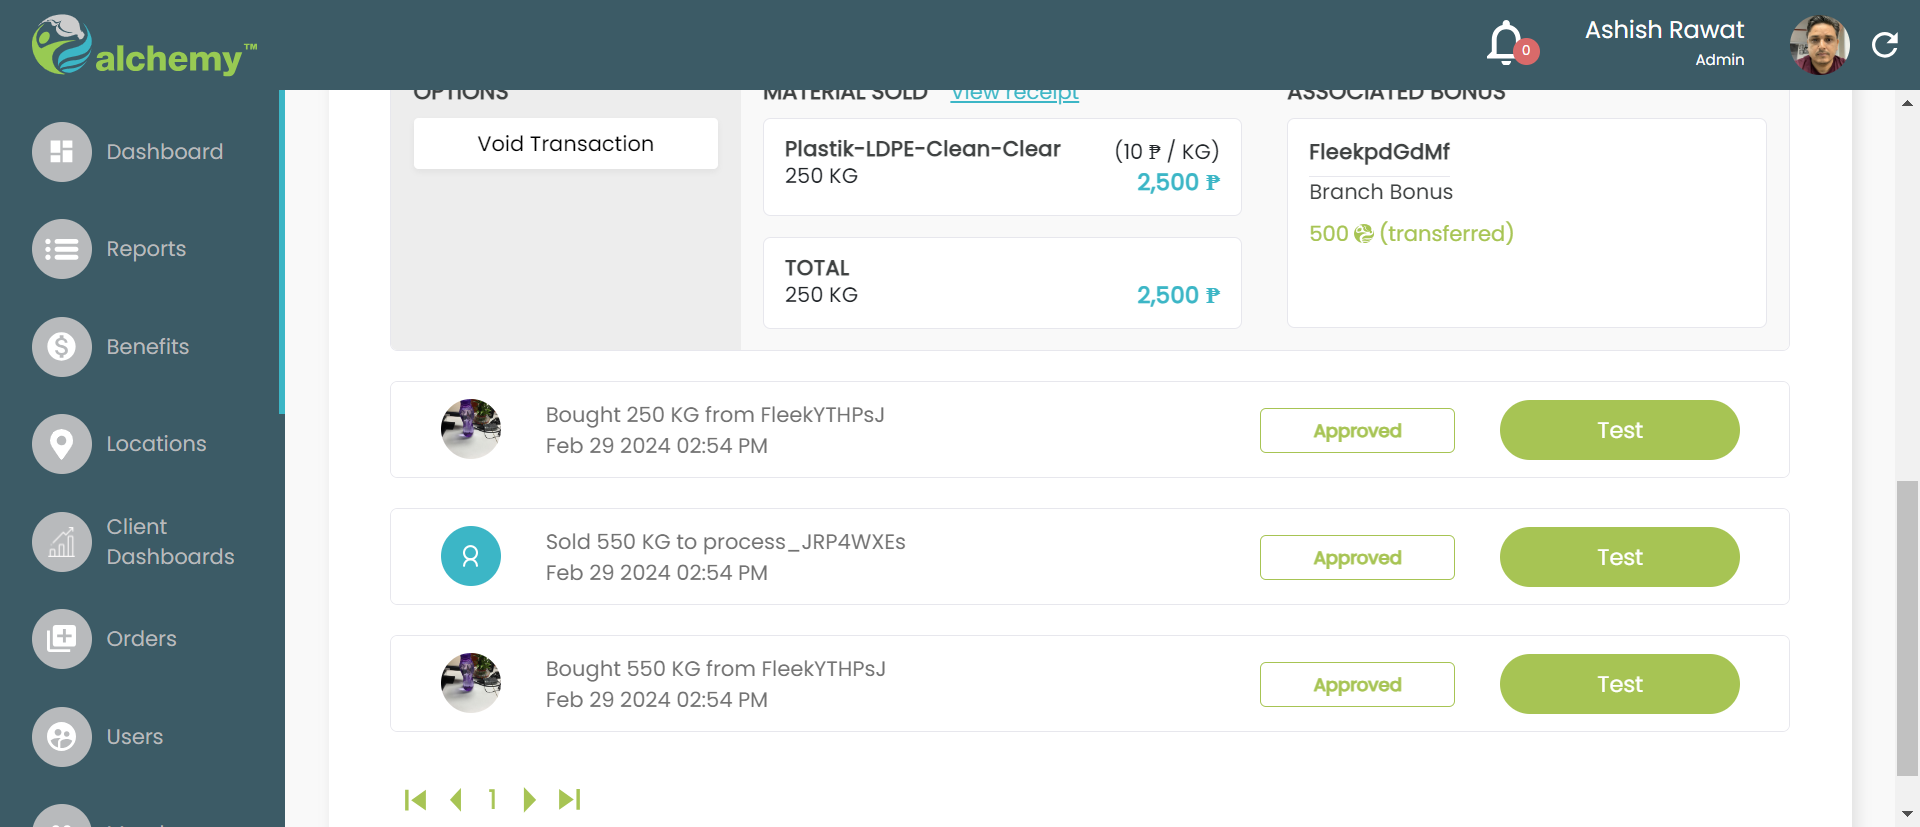 alchemy™
0
Ashish Rawat
Admin
Dashboard
Reports
Benefits
Locations
Client
Dashboards
Orders
Users
OPTIONS
Void Transaction
MATERIAL SOLD View receipt
Plastik-LDPE-Clean-Clear (10 ₱ / KG)
250 KG 2,500 ₱
TOTAL
250 KG 2,500 ₱
ASSOCIATED BONUS
FleekpdGdMf
Branch Bonus
500 (transferred)
Bought 250 KG from FleekYTHPsJ
Feb 29 2024 02:54 PM
Approved
Test
Sold 550 KG to process_JRP4WXEs
Feb 29 2024 02:54 PM
Approved
Test
Bought 550 KG from FleekYTHPsJ
Feb 29 2024 02:54 PM
Approved
Test
1